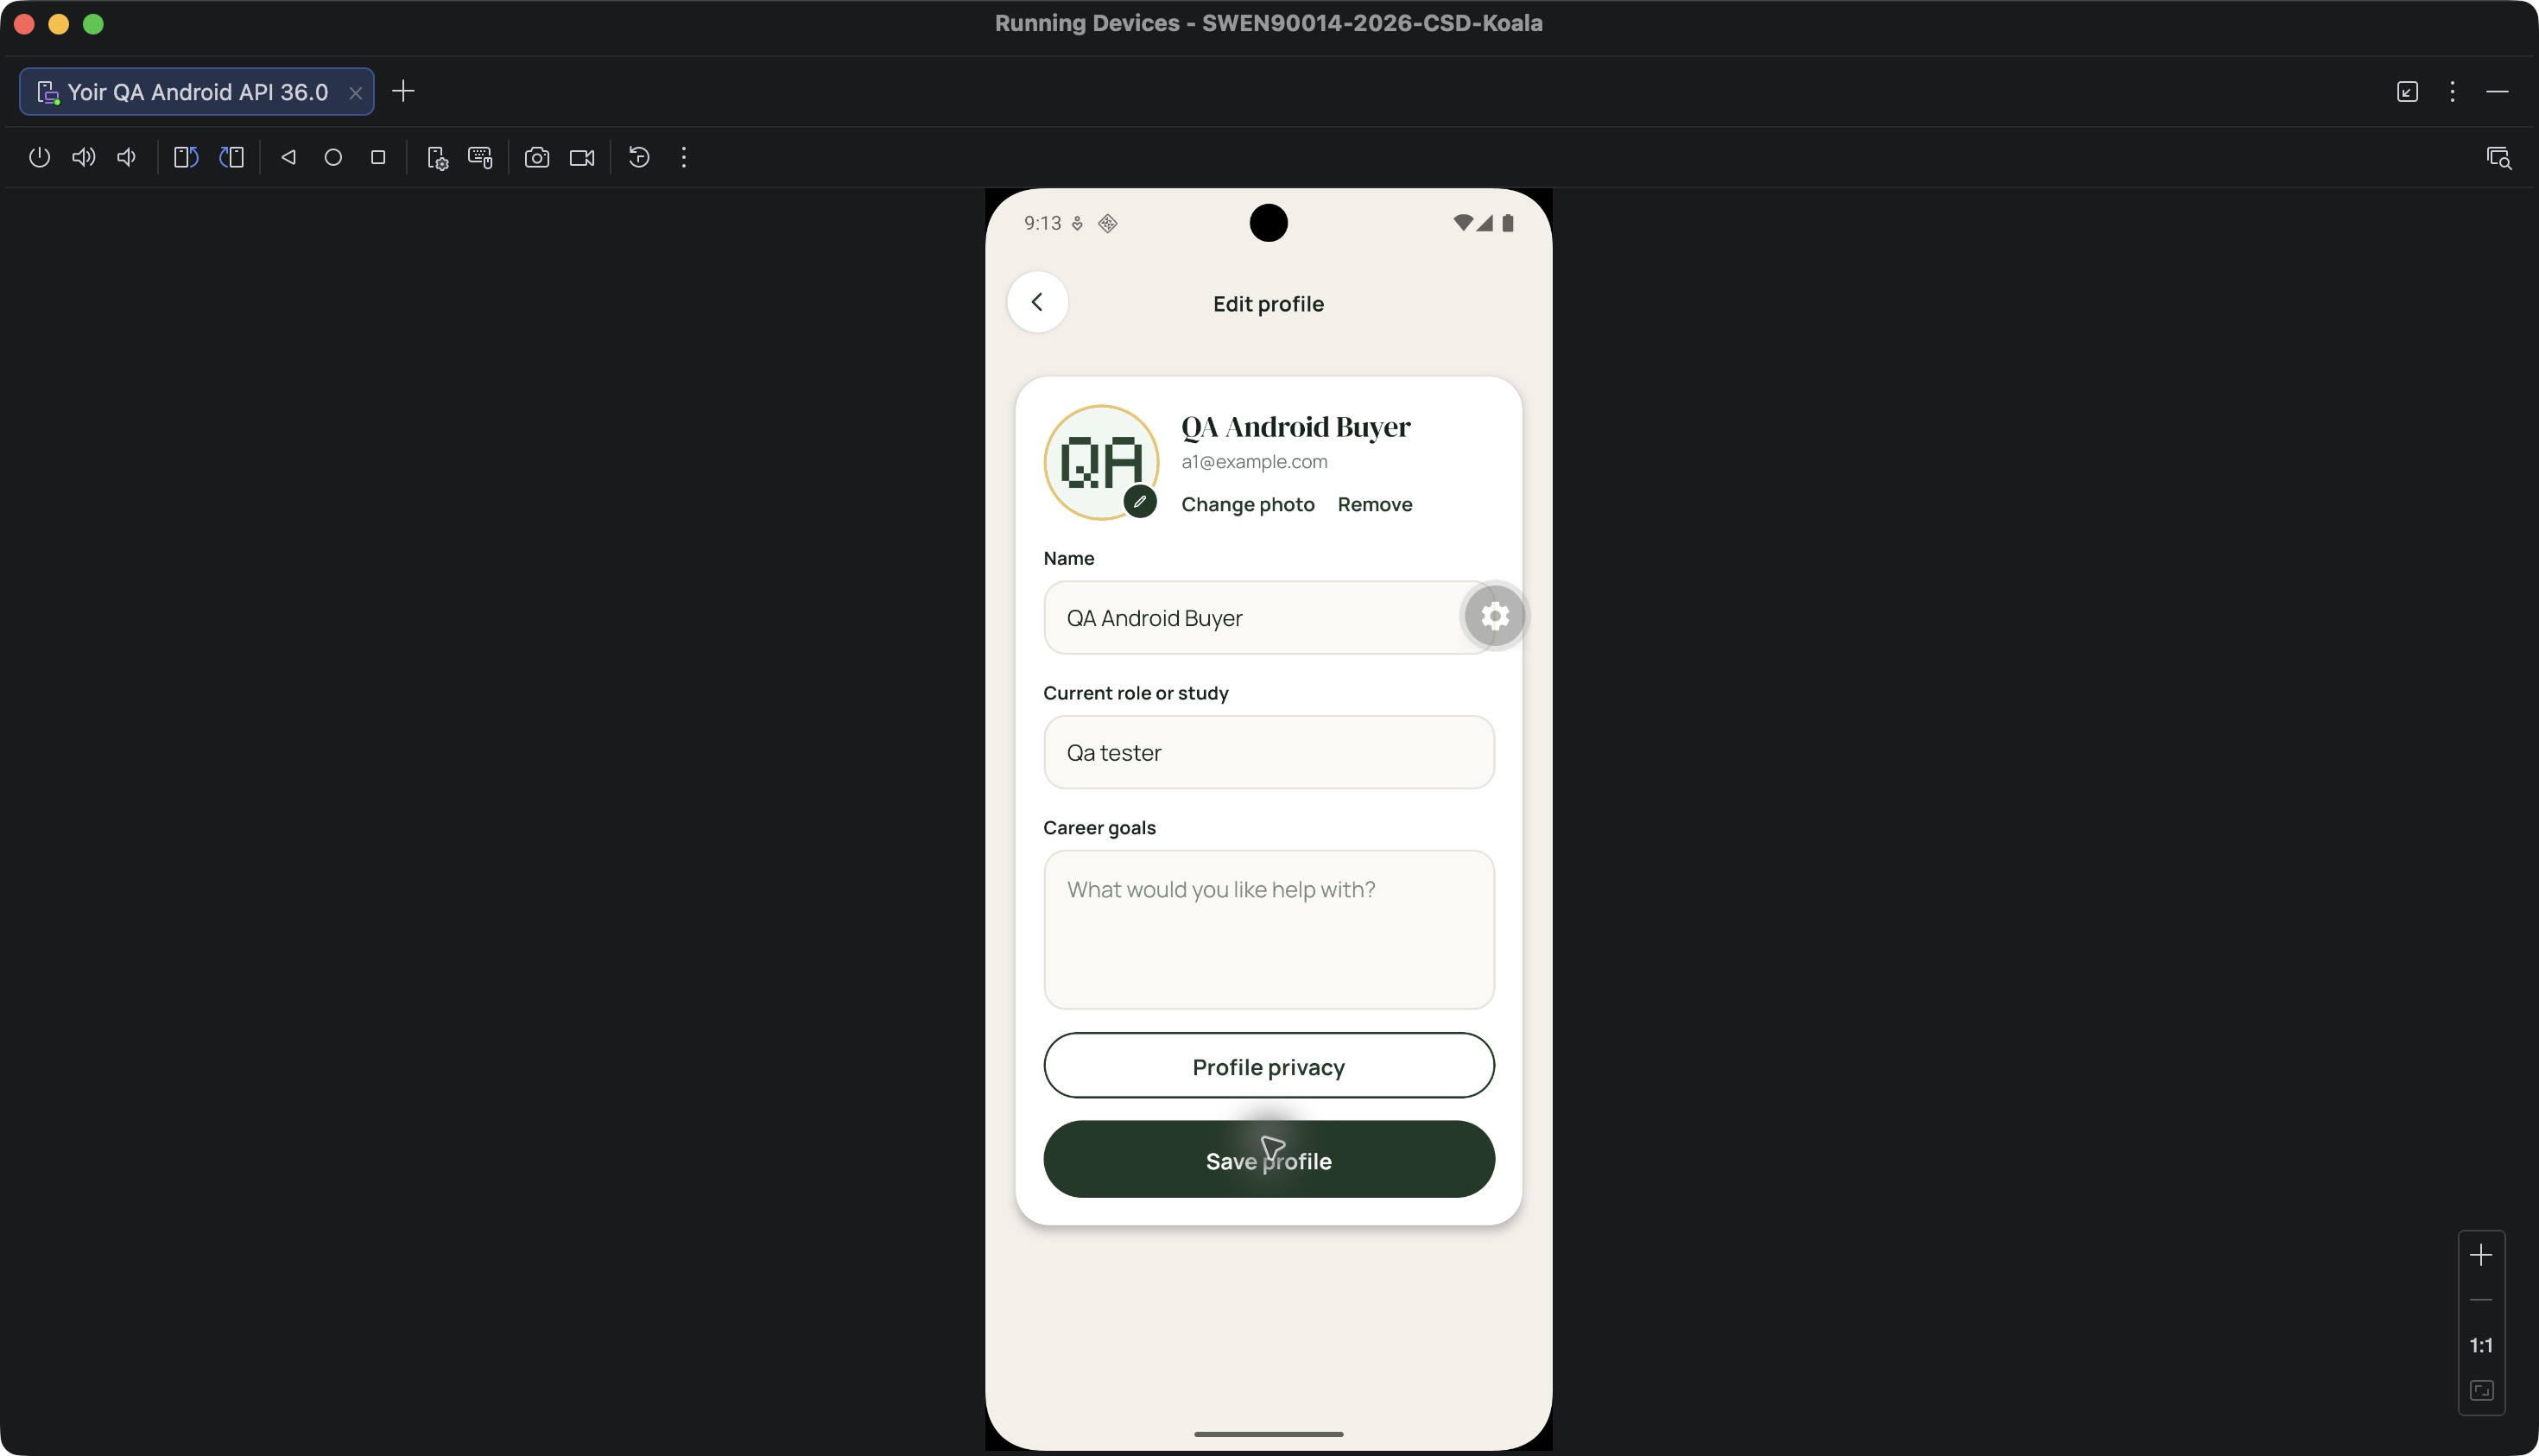 Running Devices - SWEN90014-2026-CSD-Koala
Yoir QA Android API 36.0
9:13
Edit profile
QA
QA Android Buyer
a1@example.com
Change photo Remove
Name
QA Android Buyer
Current role or study
Qa tester
Career goals
What would you like help with?
Profile privacy
Save profile
1:1